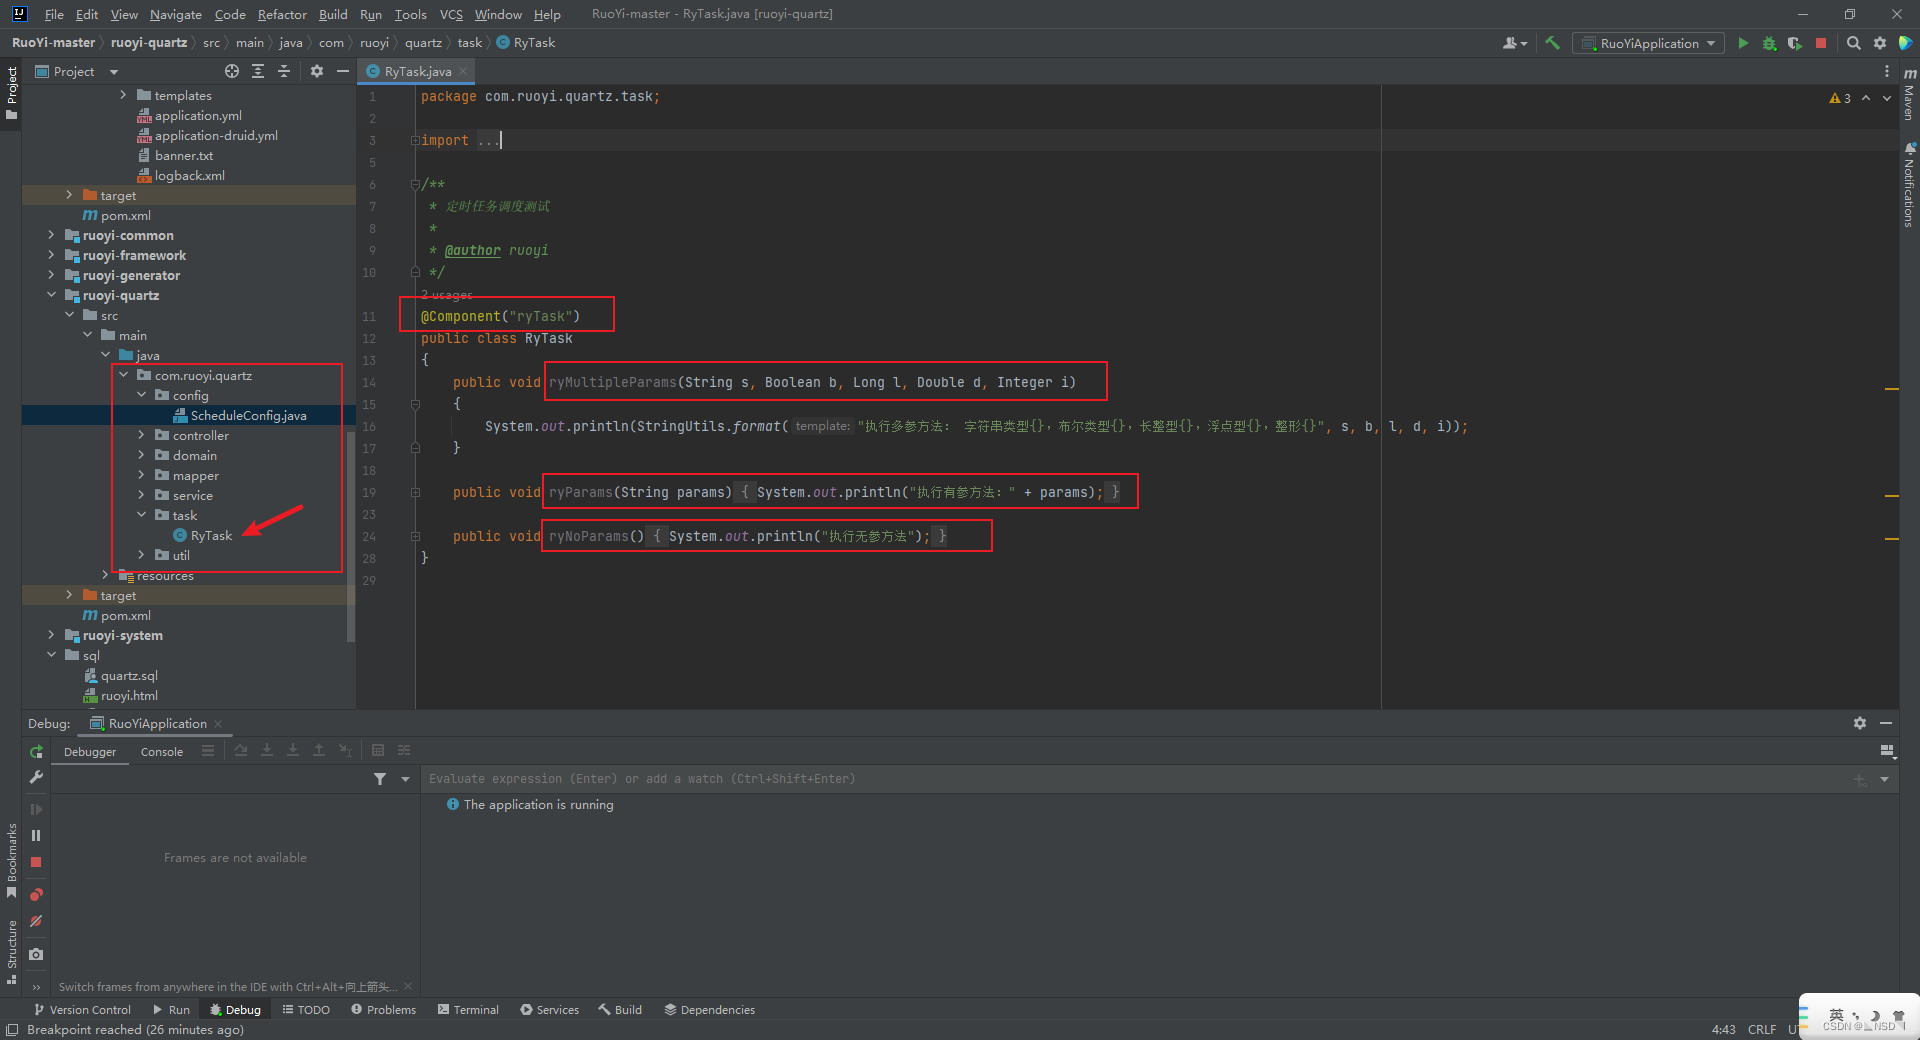 File Edit View Navigate Code Refactor Build Run Tools VCS Window Help RuoYi-master - RyTask.java [ruoyi-quartz]
RuoYi-master ruoyi-quartz src main java com ruoyi quartz task RyTask RuoYiApplication
Project
Project
templates
application.yml
application-druid.yml
banner.txt
logback.xml
target
pom.xml
ruoyi-common
ruoyi-framework
ruoyi-generator
ruoyi-quartz
src
main
java
com.ruoyi.quartz
config
ScheduleConfig.java
controller
domain
mapper
service
task
RyTask
util
resources
target
pom.xml
ruoyi-system
sql
quartz.sql
ruoyi.html
RyTask.java
3
1 package com.ruoyi.quartz.task;
2
3 import ...
5
6 /**
7 * 定时任务调度测试
8 *
9 * @author ruoyi
10 */
2 usages
11 @Component("ryTask")
12 public class RyTask
13 {
14 public void ryMultipleParams(String s, Boolean b, Long l, Double d, Integer i)
15 {
16 System.out.println(StringUtils.format( template: "执行多参方法: 字符串类型{}, 布尔类型{}, 长整型{}, 浮点型{}, 整形{}", s, b, l, d, i));
17 }
18
19 public void ryParams(String params) { System.out.println("执行有参方法:" + params); }
23
24 public void ryNoParams() { System.out.println("执行无参方法"); }
28 }
29
Maven
Notifications
Debug: RuoYiApplication
Debugger Console
Evaluate expression (Enter) or add a watch (Ctrl+Shift+Enter)
The application is running
Frames are not available
Switch frames from anywhere in the IDE with Ctrl+Alt+向上箭头...
Bookmarks
Structure
Version Control Run Debug TODO Problems Terminal Services Build Dependencies
Breakpoint reached (26 minutes ago) 4:43 CRLF
英